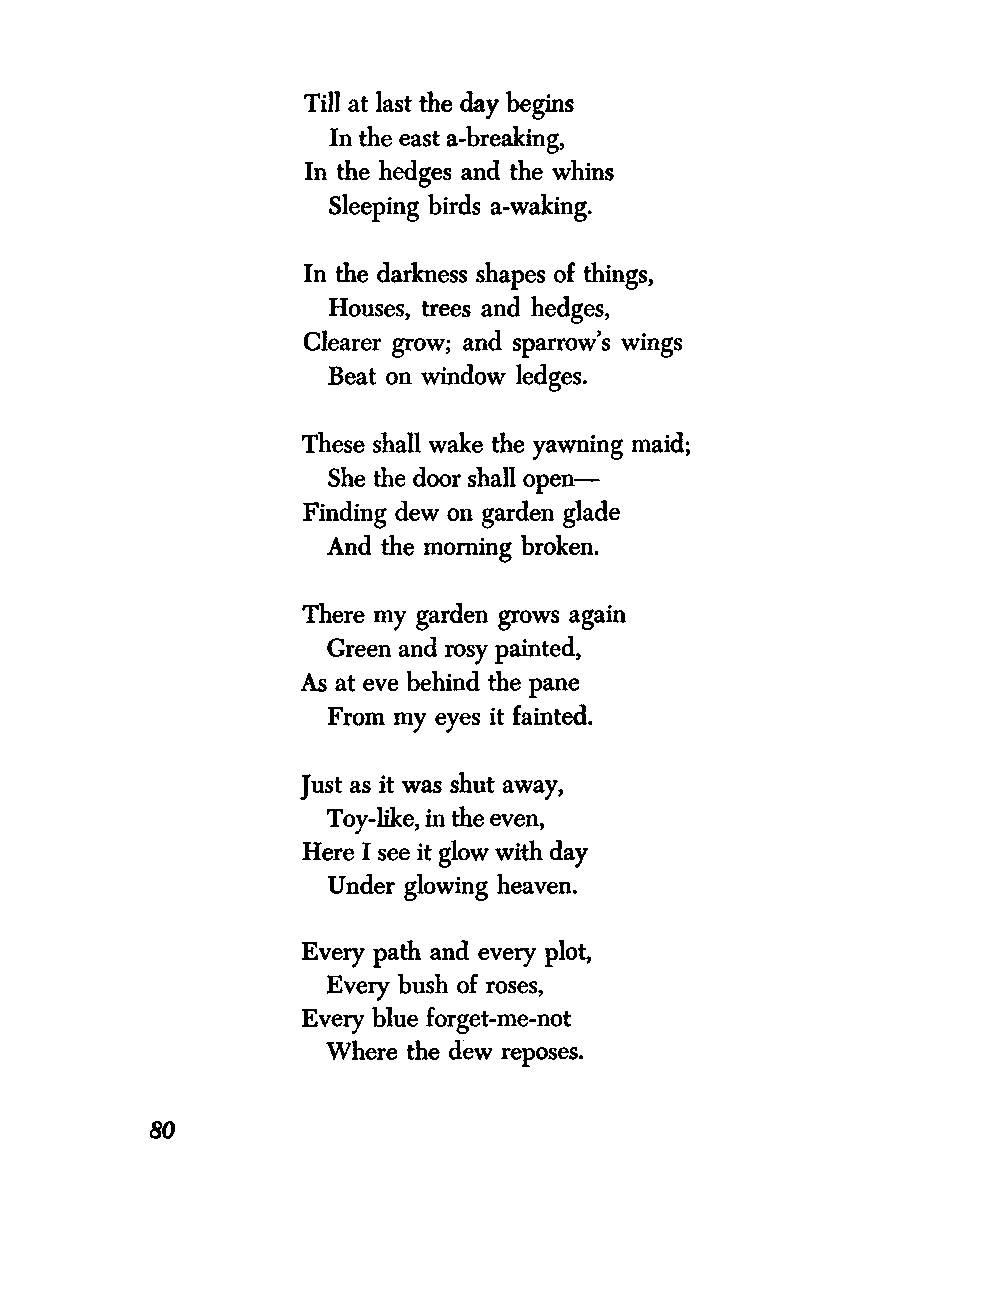 Till at last the day begins
In the east a-breaking,
In the hedges and the whins
Sleeping birds a-waking.

In the darkness shapes of things,
Houses, trees and hedges,
Clearer grow; and sparrow's wings
Beat on window ledges.

These shall wake the yawning maid;
She the door shall open—
Finding dew on garden glade
And the morning broken.

There my garden grows again
Green and rosy painted,
As at eve behind the pane
From my eyes it fainted.

Just as it was shut away,
Toy-like, in the even,
Here I see it glow with day
Under glowing heaven.

Every path and every plot,
Every bush of roses,
Every blue forget-me-not
Where the dew reposes.

80